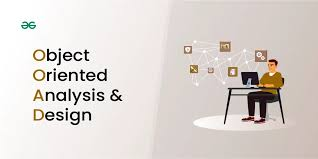 Object
Oriented
Analysis &
Design